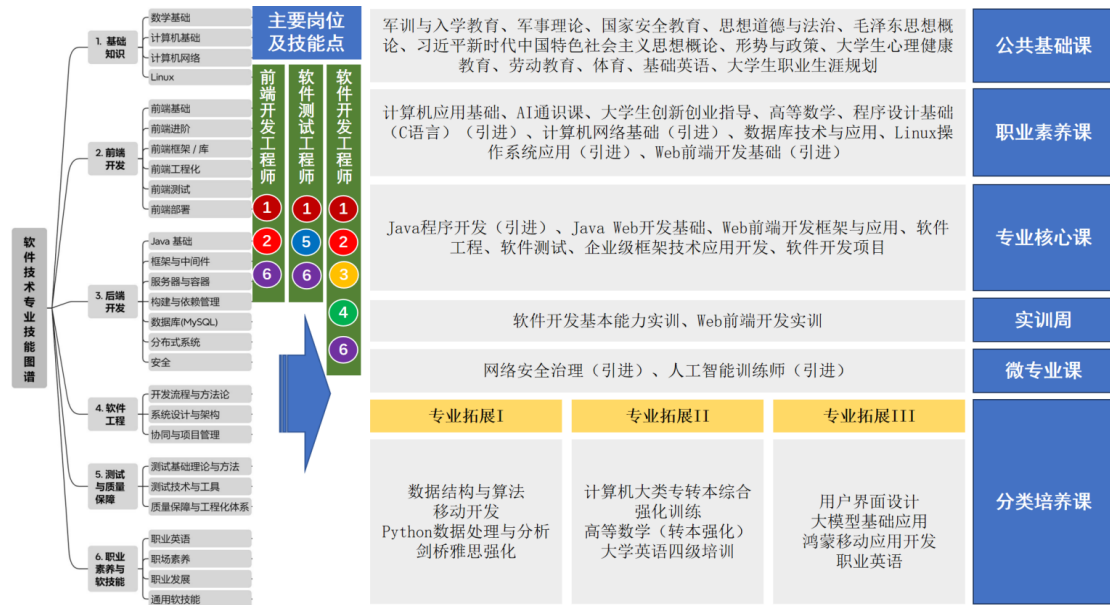 软件技术专业技能图谱
1. 基础
知识
数学基础
计算机基础
计算机网络
Linux
2. 前端
开发
前端基础
前端进阶
前端框架 / 库
前端工程化
前端测试
前端部署
3. 后端
开发
Java 基础
框架与中间件
服务器与容器
构建与依赖管理
数据库(MySQL)
分布式系统
安全
4. 软件
工程
开发流程与方法论
系统设计与架构
协同与项目管理
5. 测试
与质量
保障
测试基础理论与方法
测试技术与工具
质量保障与工程化体系
6. 职业
素养与
软技能
职业英语
职场素养
职业发展
通用软技能
主要岗位
及技能点
前端开发工程师
1
2
6
软件测试工程师
1
5
6
软件开发工程师
1
2
3
4
6
军训与入学教育、军事理论、国家安全教育、思想道德与法治、毛泽东思想概
论、习近平新时代中国特色社会主义思想概论、形势与政策、大学生心理健康
教育、劳动教育、体育、基础英语、大学生职业生涯规划
公共基础课
计算机应用基础、AI通识课、大学生创新创业指导、高等数学、程序设计基础
（C语言）（引进）、计算机网络基础（引进）、数据库技术与应用、Linux操
作系统应用（引进）、Web前端开发基础（引进）
职业素养课
Java程序开发（引进）、Java Web开发基础、Web前端开发框架与应用、软件
工程、软件测试、企业级框架技术应用开发、软件开发项目
专业核心课
软件开发基本能力实训、Web前端开发实训
实训周
网络安全治理（引进）、人工智能训练师（引进）
微专业课
专业拓展I
数据结构与算法
移动开发
Python数据处理与分析
剑桥雅思强化
专业拓展II
计算机大类专转本综合
强化训练
高等数学（转本强化）
大学英语四级培训
专业拓展III
用户界面设计
大模型基础应用
鸿蒙移动应用开发
职业英语
分类培养课